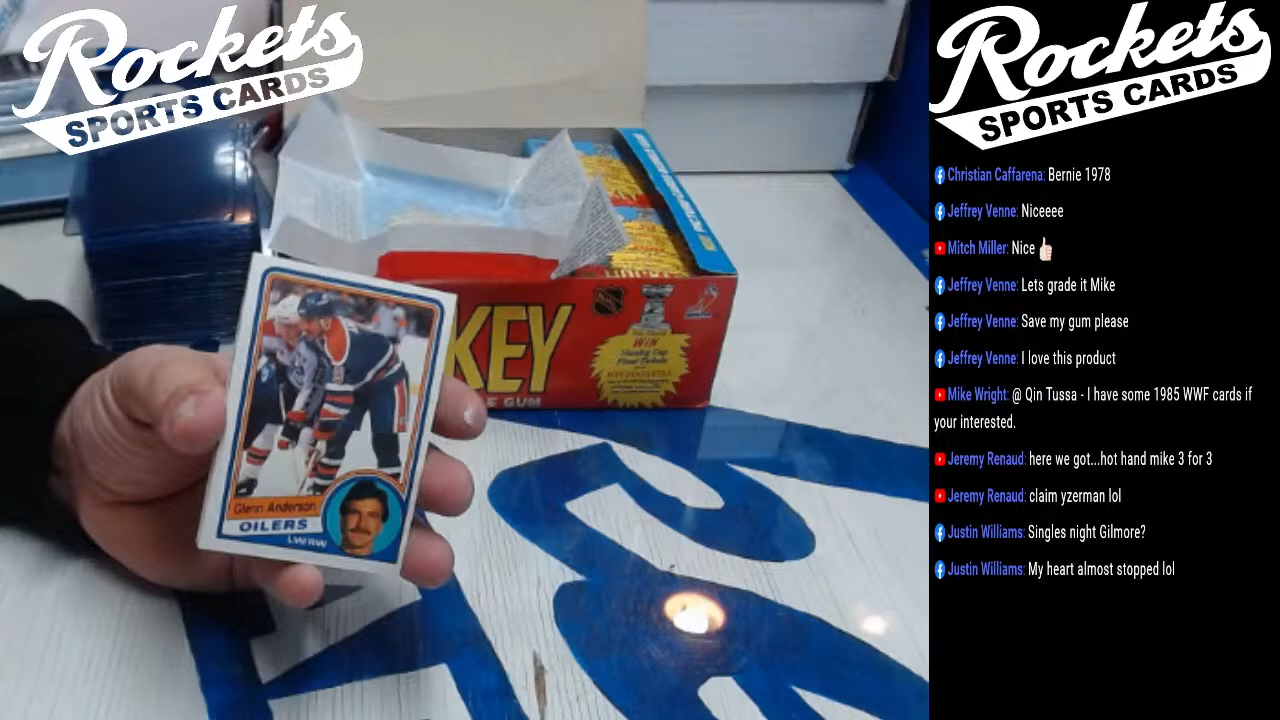 Rockets
SPORTS CARDS
Rockets
SPORTS CARDS
Christian Caffarena: Bernie 1978
Jeffrey Venne: Niceeee
Mitch Miller: Nice 👍🏻
Jeffrey Venne: Lets grade it Mike
Jeffrey Venne: Save my gum please
Jeffrey Venne: I love this product
Mike Wright: @ Qin Tussa - I have some 1985 WWF cards if
your interested.
Jeremy Renaud: here we got...hot hand mike 3 for 3
Jeremy Renaud: claim yzerman lol
Justin Williams: Singles night Gilmore?
Justin Williams: My heart almost stopped lol
HOCKEY
KEY
WIN
Stanley Cup
E GUM
Glenn Anderson
OILERS
LW/RW